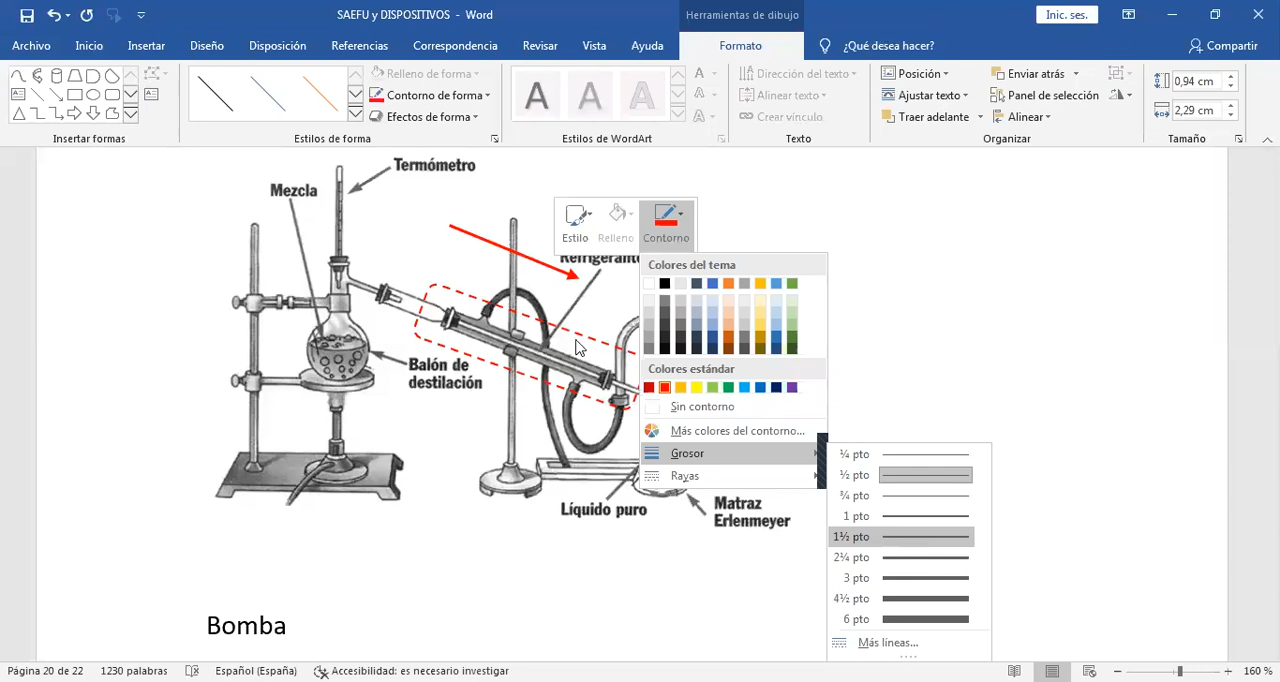 SAEFU y DISPOSITIVOS - Word
Herramientas de dibujo
Inic. ses.
Archivo Inicio Insertar Diseño Disposición Referencias Correspondencia Revisar Vista Ayuda Formato ¿Qué desea hacer? Compartir
Relleno de forma
Contorno de forma
Efectos de forma
A A A
Dirección del texto
Alinear texto
Crear vínculo
Posición
Ajustar texto
Traer adelante
Enviar atrás
Panel de selección
Alinear
0,94 cm
2,29 cm
Insertar formas Estilos de forma Estilos de WordArt Texto Organizar Tamaño
Termómetro
Mezcla
Refrigerante
Balón de
destilación
Líquido puro
Matraz
Erlenmeyer
Estilo Relleno Contorno
Colores del tema
Colores estándar
Sin contorno
Más colores del contorno...
Grosor
Rayas
¼ pto
½ pto
¾ pto
1 pto
1½ pto
2¼ pto
3 pto
4½ pto
6 pto
Más líneas...
Bomba
Página 20 de 22 1230 palabras Español (España) Accesibilidad: es necesario investigar 160 %